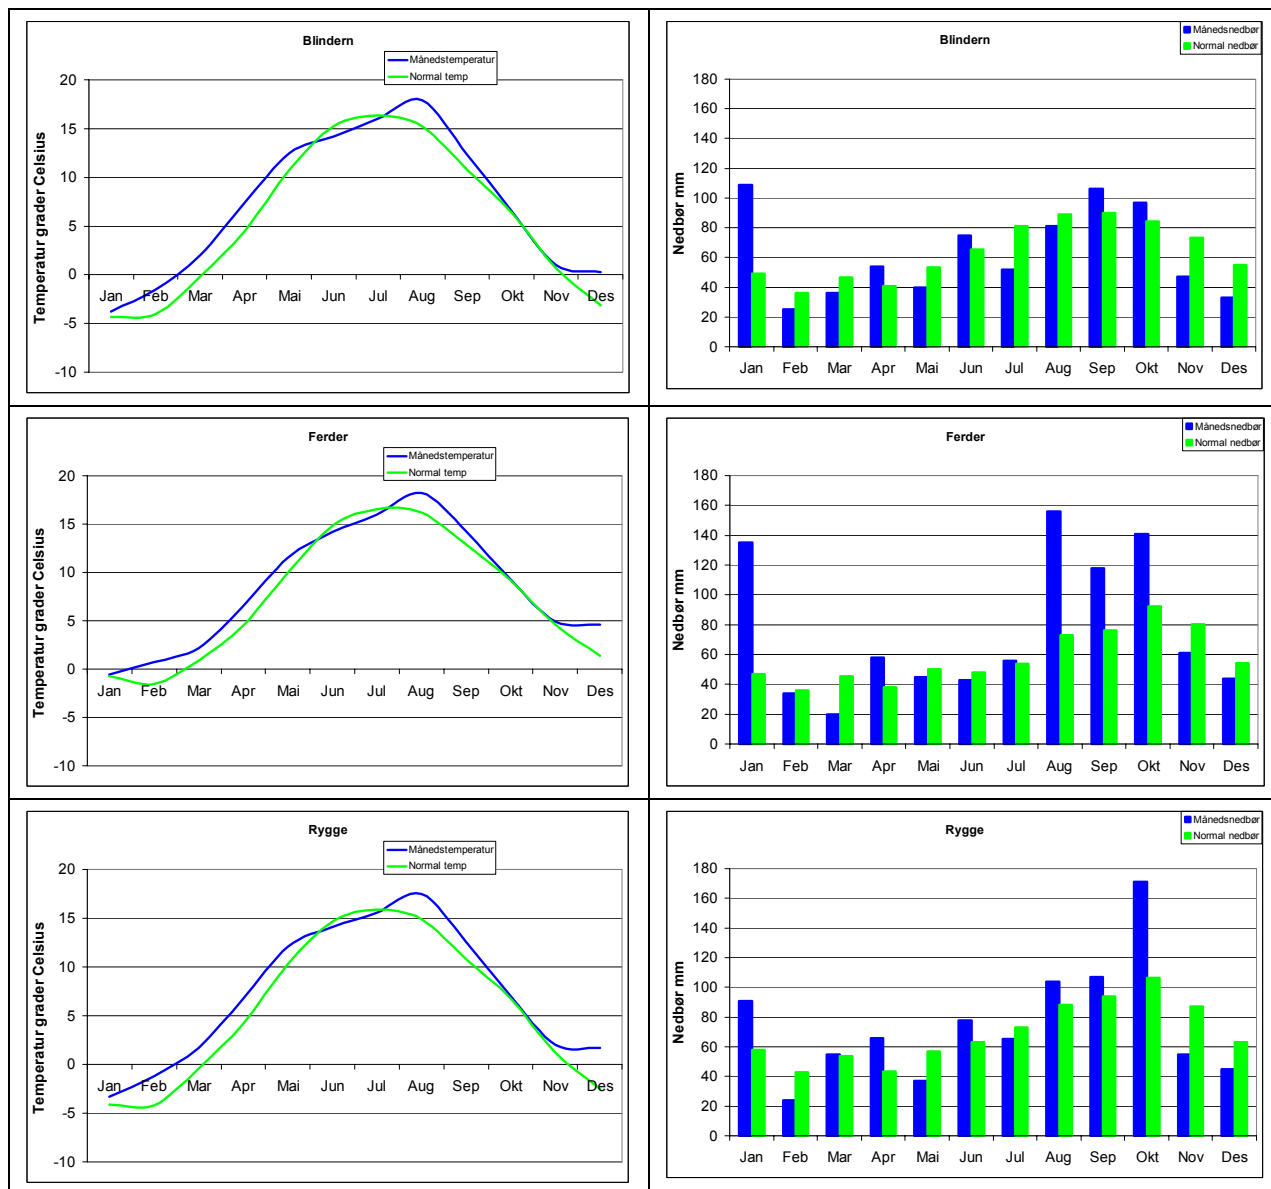 Blindern
Månedstemperatur
Normal temp
Temperatur grader Celsius
20
15
10
5
0
-5
-10
Jan Feb Mar Apr Mai Jun Jul Aug Sep Okt Nov Des
Blindern
Månedsnedbør
Normal nedbør
Nedbør mm
180
160
140
120
100
80
60
40
20
0
Jan Feb Mar Apr Mai Jun Jul Aug Sep Okt Nov Des
Ferder
Månedstemperatur
Normal temp
Temperatur grader Celsius
20
15
10
5
0
-5
-10
Jan Feb Mar Apr Mai Jun Jul Aug Sep Okt Nov Des
Ferder
Månedsnedbør
Normal nedbør
Nedbør mm
180
160
140
120
100
80
60
40
20
0
Jan Feb Mar Apr Mai Jun Jul Aug Sep Okt Nov Des
Rygge
Månedstemperatur
Normal temp
Temperatur grader Celsius
20
15
10
5
0
-5
-10
Jan Feb Mar Apr Mai Jun Jul Aug Sep Okt Nov Des
Rygge
Månedsnedbør
Normal nedbør
Nedbør mm
180
160
140
120
100
80
60
40
20
0
Jan Feb Mar Apr Mai Jun Jul Aug Sep Okt Nov Des